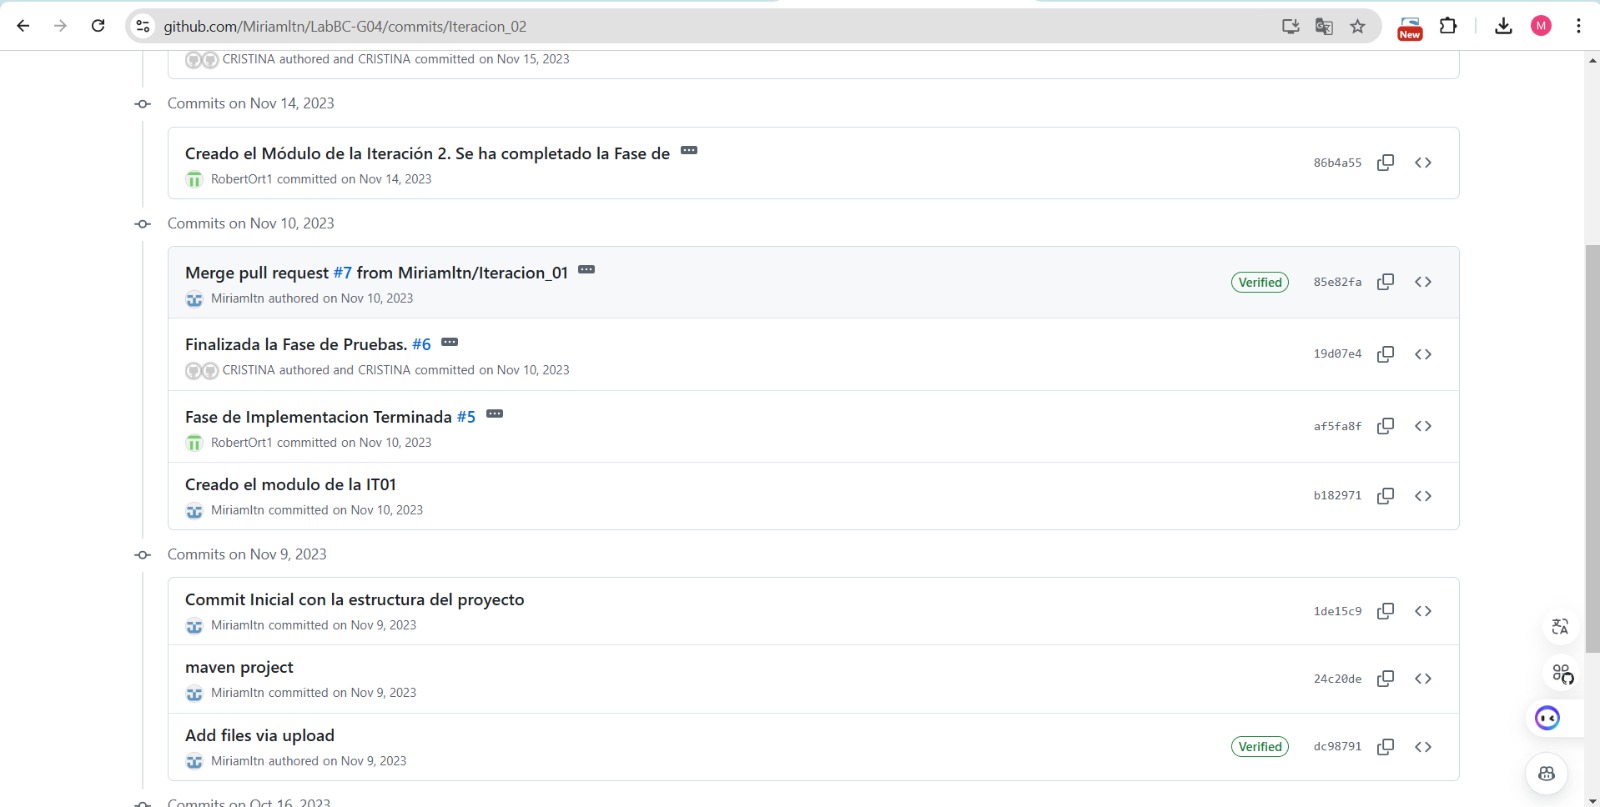 github.com/Miriamltn/LabBC-G04/commits/Iteracion_02
New
M
CRISTINA authored and CRISTINA committed on Nov 15, 2023
Commits on Nov 14, 2023
Creado el Módulo de la Iteración 2. Se ha completado la Fase de
86b4a55
RobertOrt1 committed on Nov 14, 2023
Commits on Nov 10, 2023
Merge pull request #7 from Miriamltn/Iteracion_01
Verified
85e82fa
Miriamltn authored on Nov 10, 2023
Finalizada la Fase de Pruebas. #6
19d07e4
CRISTINA authored and CRISTINA committed on Nov 10, 2023
Fase de Implementacion Terminada #5
af5fa8f
RobertOrt1 committed on Nov 10, 2023
Creado el modulo de la IT01
b182971
Miriamltn committed on Nov 10, 2023
Commits on Nov 9, 2023
Commit Inicial con la estructura del proyecto
1de15c9
Miriamltn committed on Nov 9, 2023
maven project
24c20de
Miriamltn committed on Nov 9, 2023
Add files via upload
Verified
dc98791
Miriamltn authored on Nov 9, 2023
Commits on Oct 16, 2023